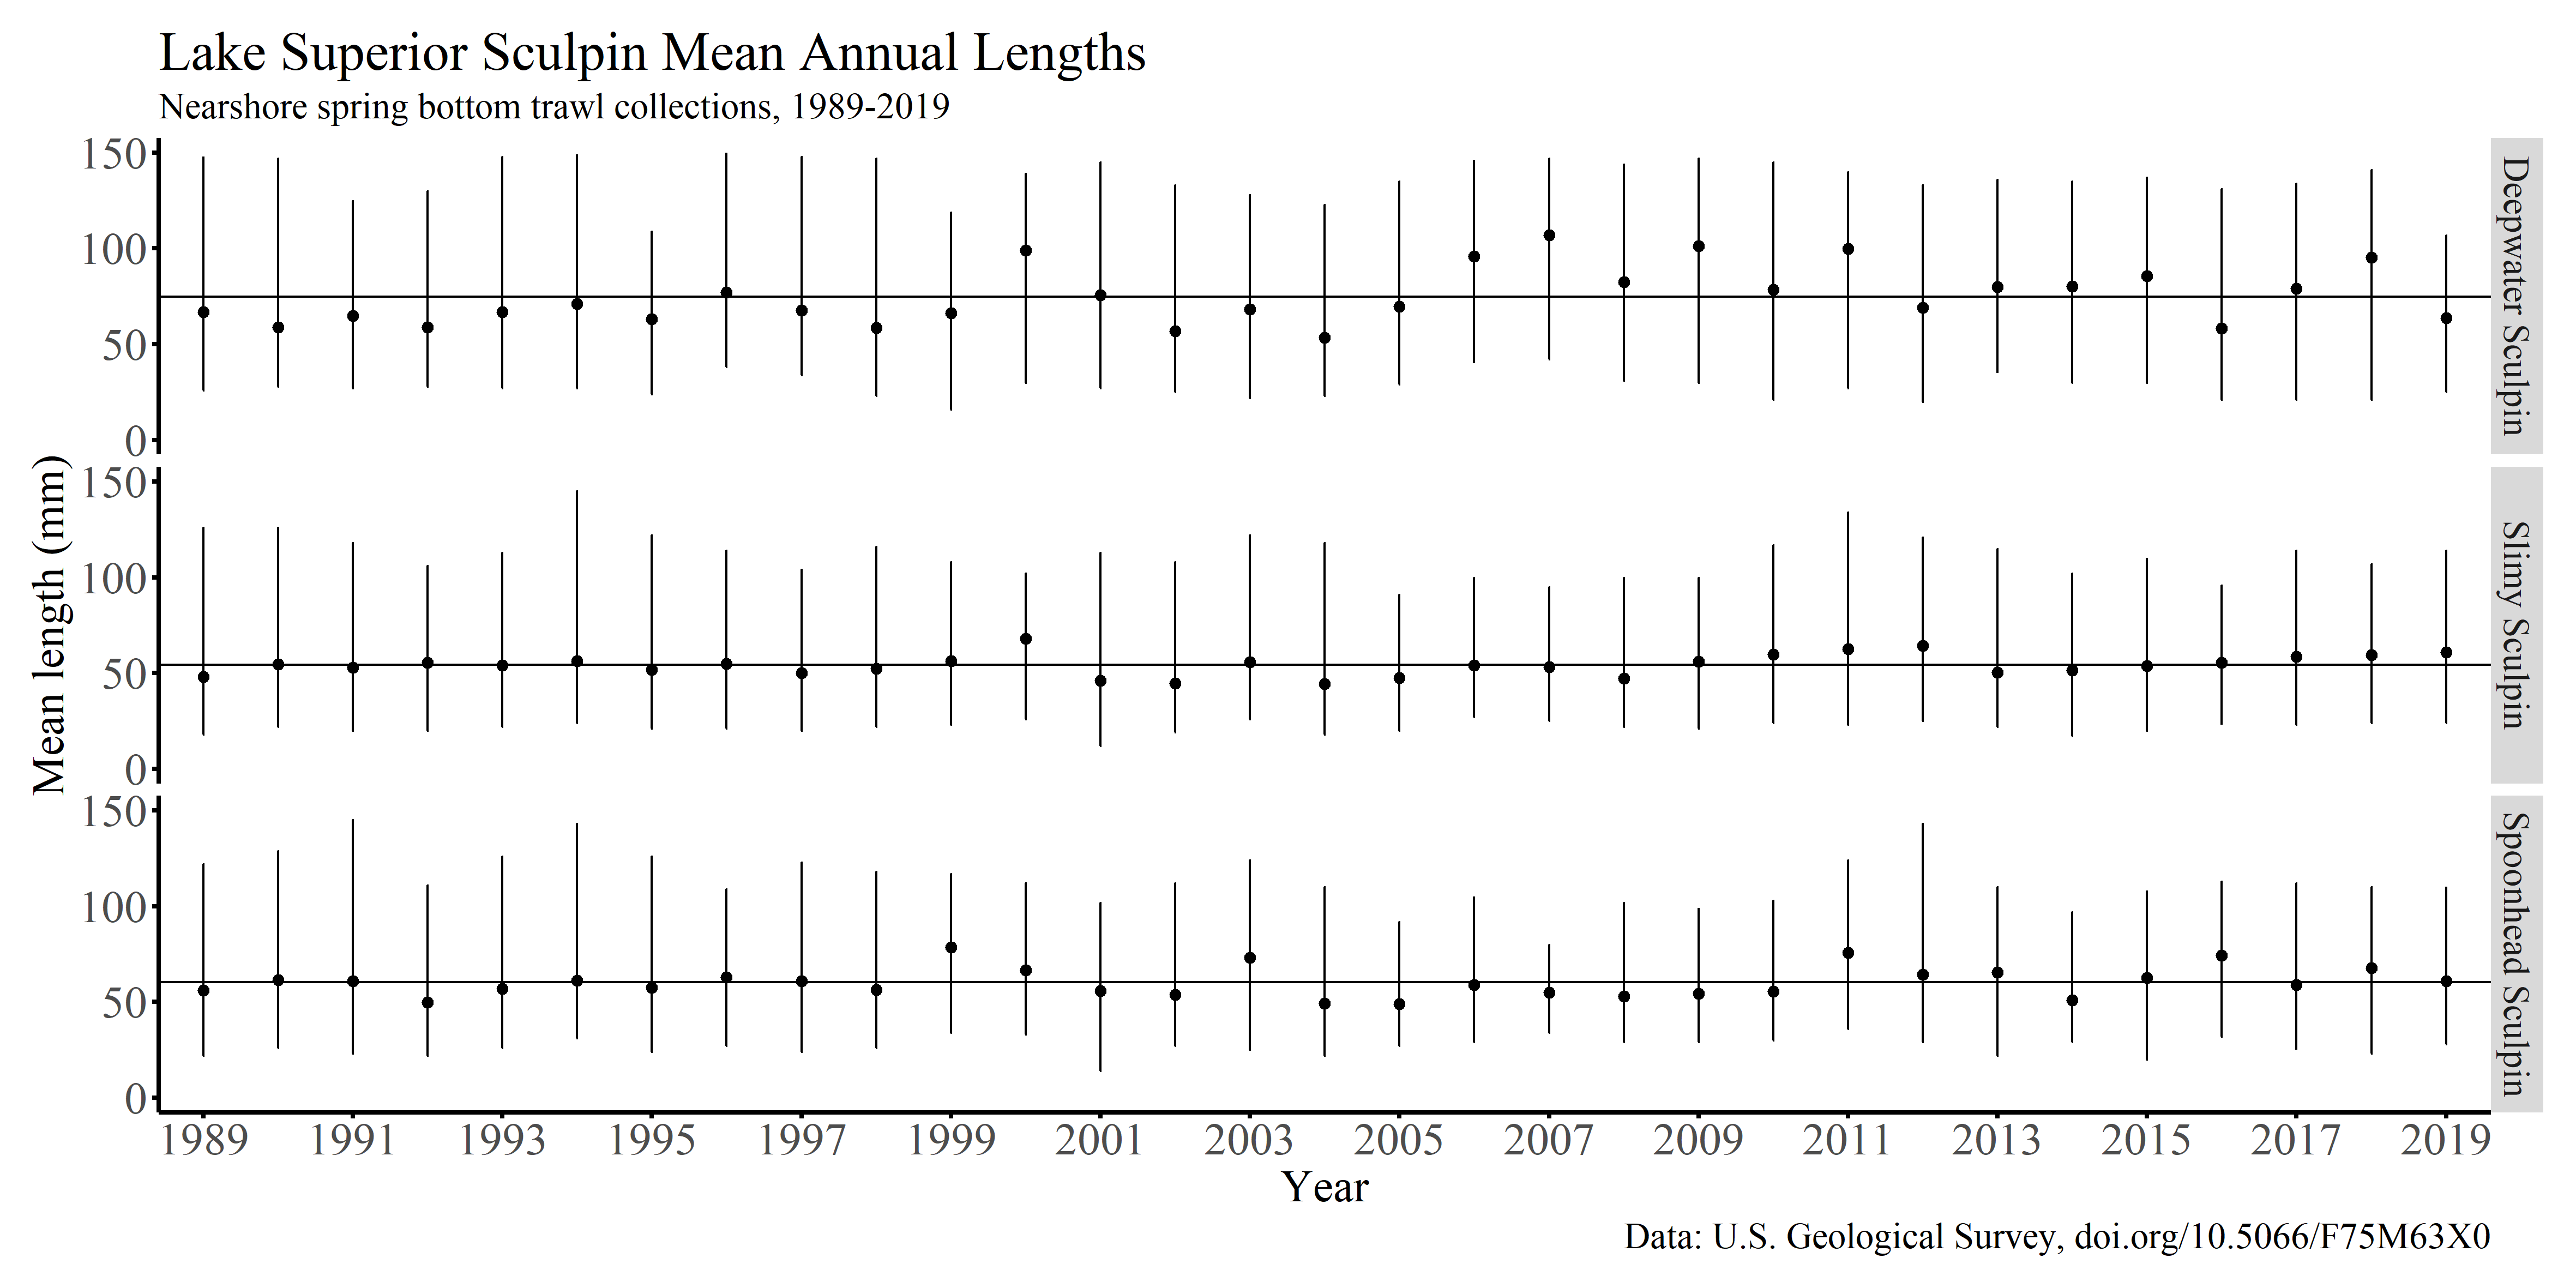 Lake Superior Sculpin Mean Annual Lengths
Nearshore spring bottom trawl collections, 1989-2019
Mean length (mm)
150
100
50
0
Deepwater Sculpin
150
100
50
0
Slimy Sculpin
150
100
50
0
Spoonhead Sculpin
1989 1991 1993 1995 1997 1999 2001 2003 2005 2007 2009 2011 2013 2015 2017 2019
Year
Data: U.S. Geological Survey, doi.org/10.5066/F75M63X0